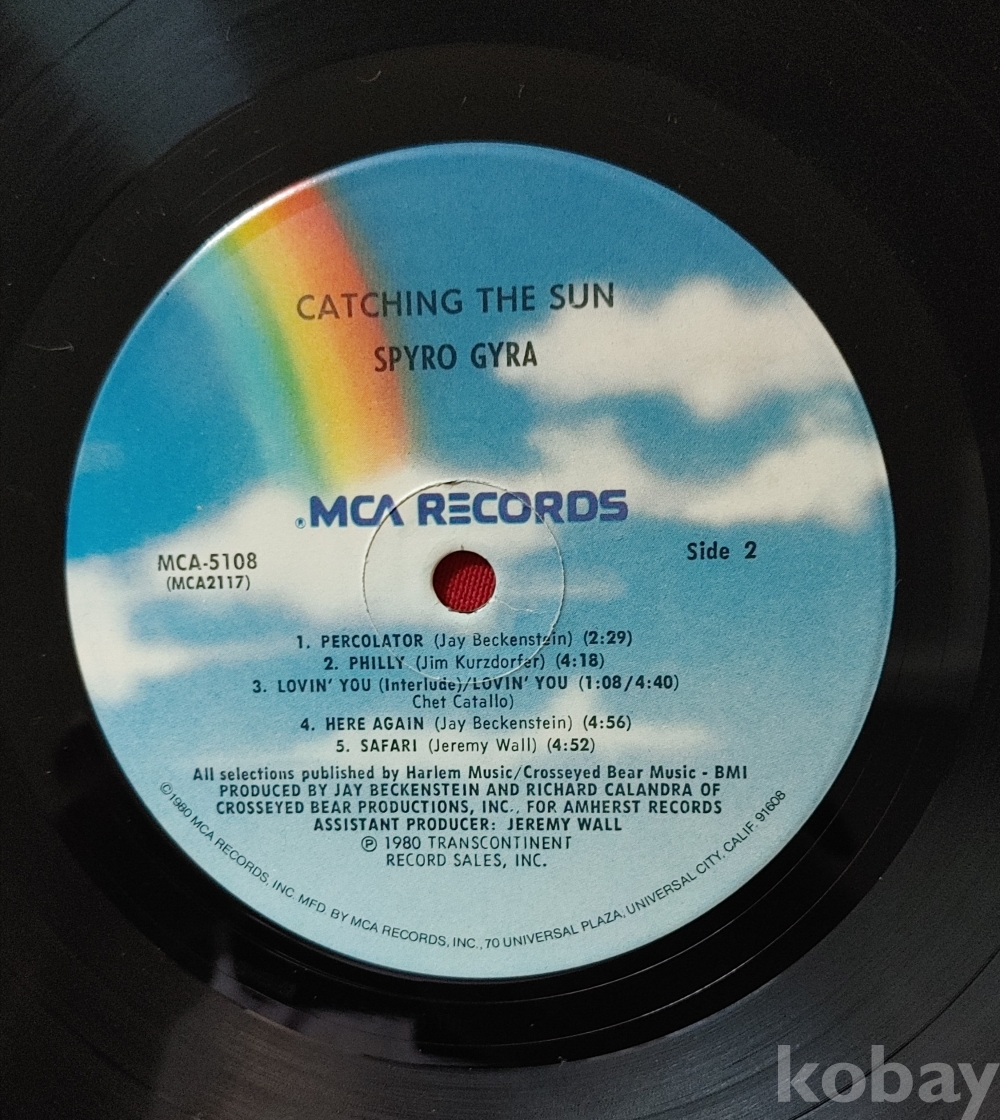 CATCHING THE SUN
SPYRO GYRA
®MCA RECORDS
MCA-5108
(MCA2117)
Side 2
1. PERCOLATOR (Jay Beckenstein) (2:29)
2. PHILLY (Jim Kurzdorfer) (4:18)
3. LOVIN' YOU (Interlude)/LOVIN' YOU (1:08/4:40)
Chet Catallo)
4. HERE AGAIN (Jay Beckenstein) (4:56)
5. SAFARI (Jeremy Wall) (4:52)
All selections published by Harlem Music/Crosseyed Bear Music - BMI
PRODUCED BY JAY BECKENSTEIN AND RICHARD CALANDRA OF
CROSSEYED BEAR PRODUCTIONS, INC., FOR AMHERST RECORDS
ASSISTANT PRODUCER: JEREMY WALL
℗ 1980 TRANSCONTINENT
RECORD SALES, INC.
©1980 MCA RECORDS, INC. MFD. BY MCA RECORDS, INC., 70 UNIVERSAL PLAZA, UNIVERSAL CITY, CALIF. 91608
kobay